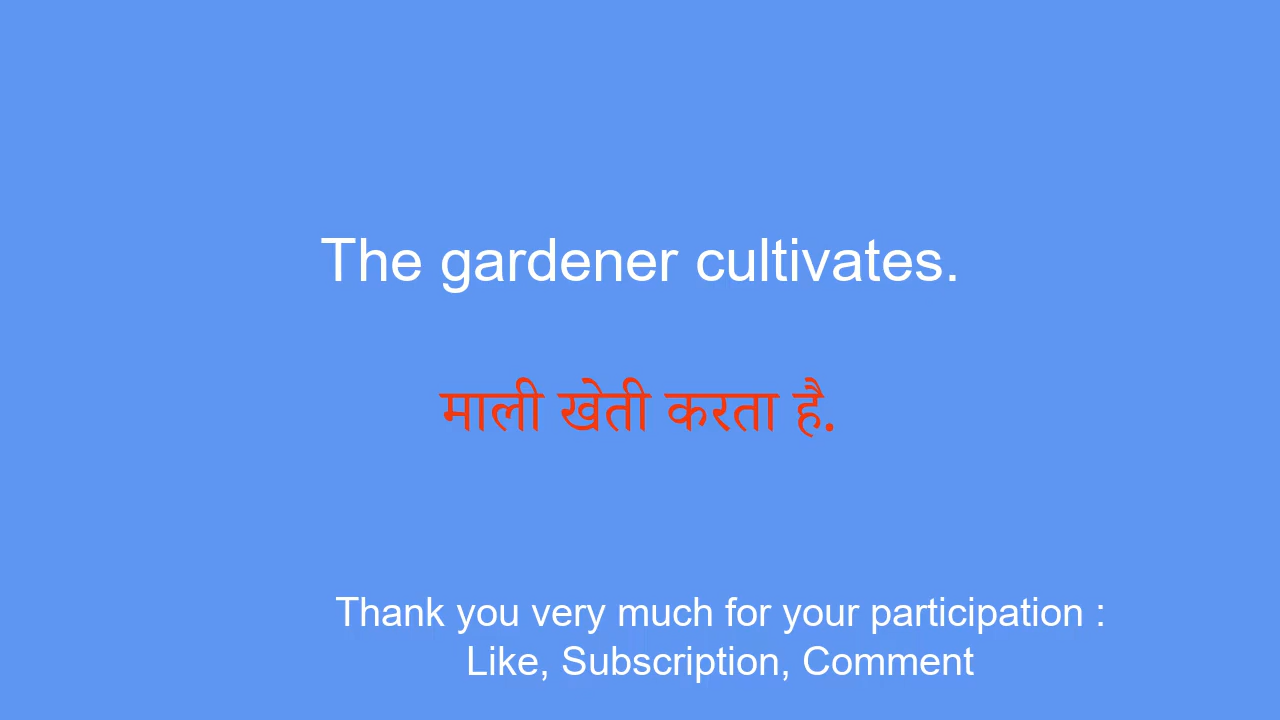 The gardener cultivates.
माली खेती करता है.
Thank you very much for your participation :
Like, Subscription, Comment